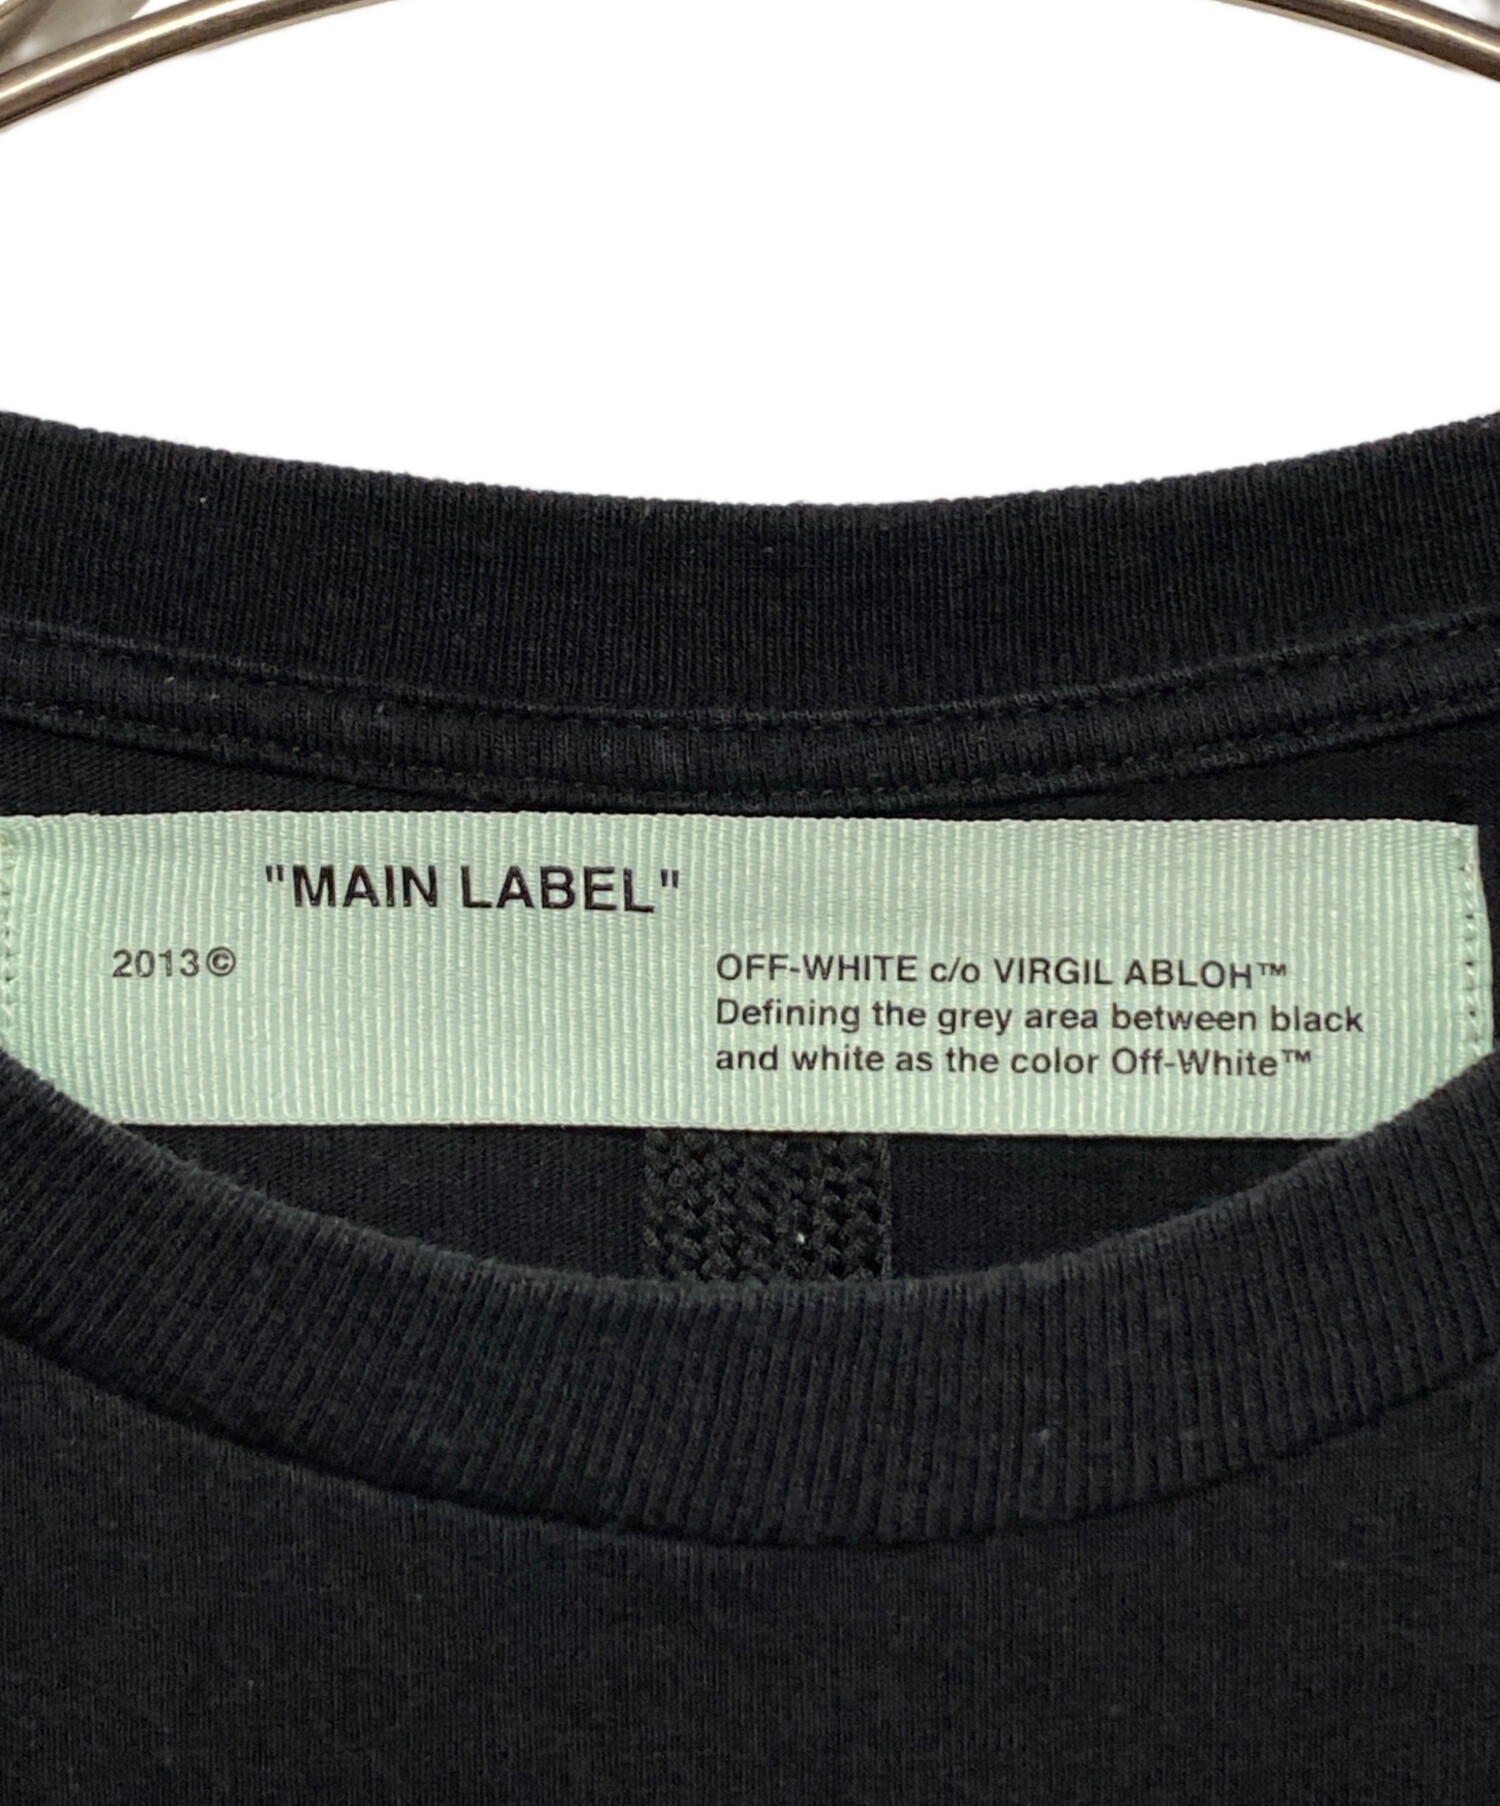 "MAIN LABEL"
2013©
OFF-WHITE c/o VIRGIL ABLOH™
Defining the grey area between black
and white as the color Off-White™